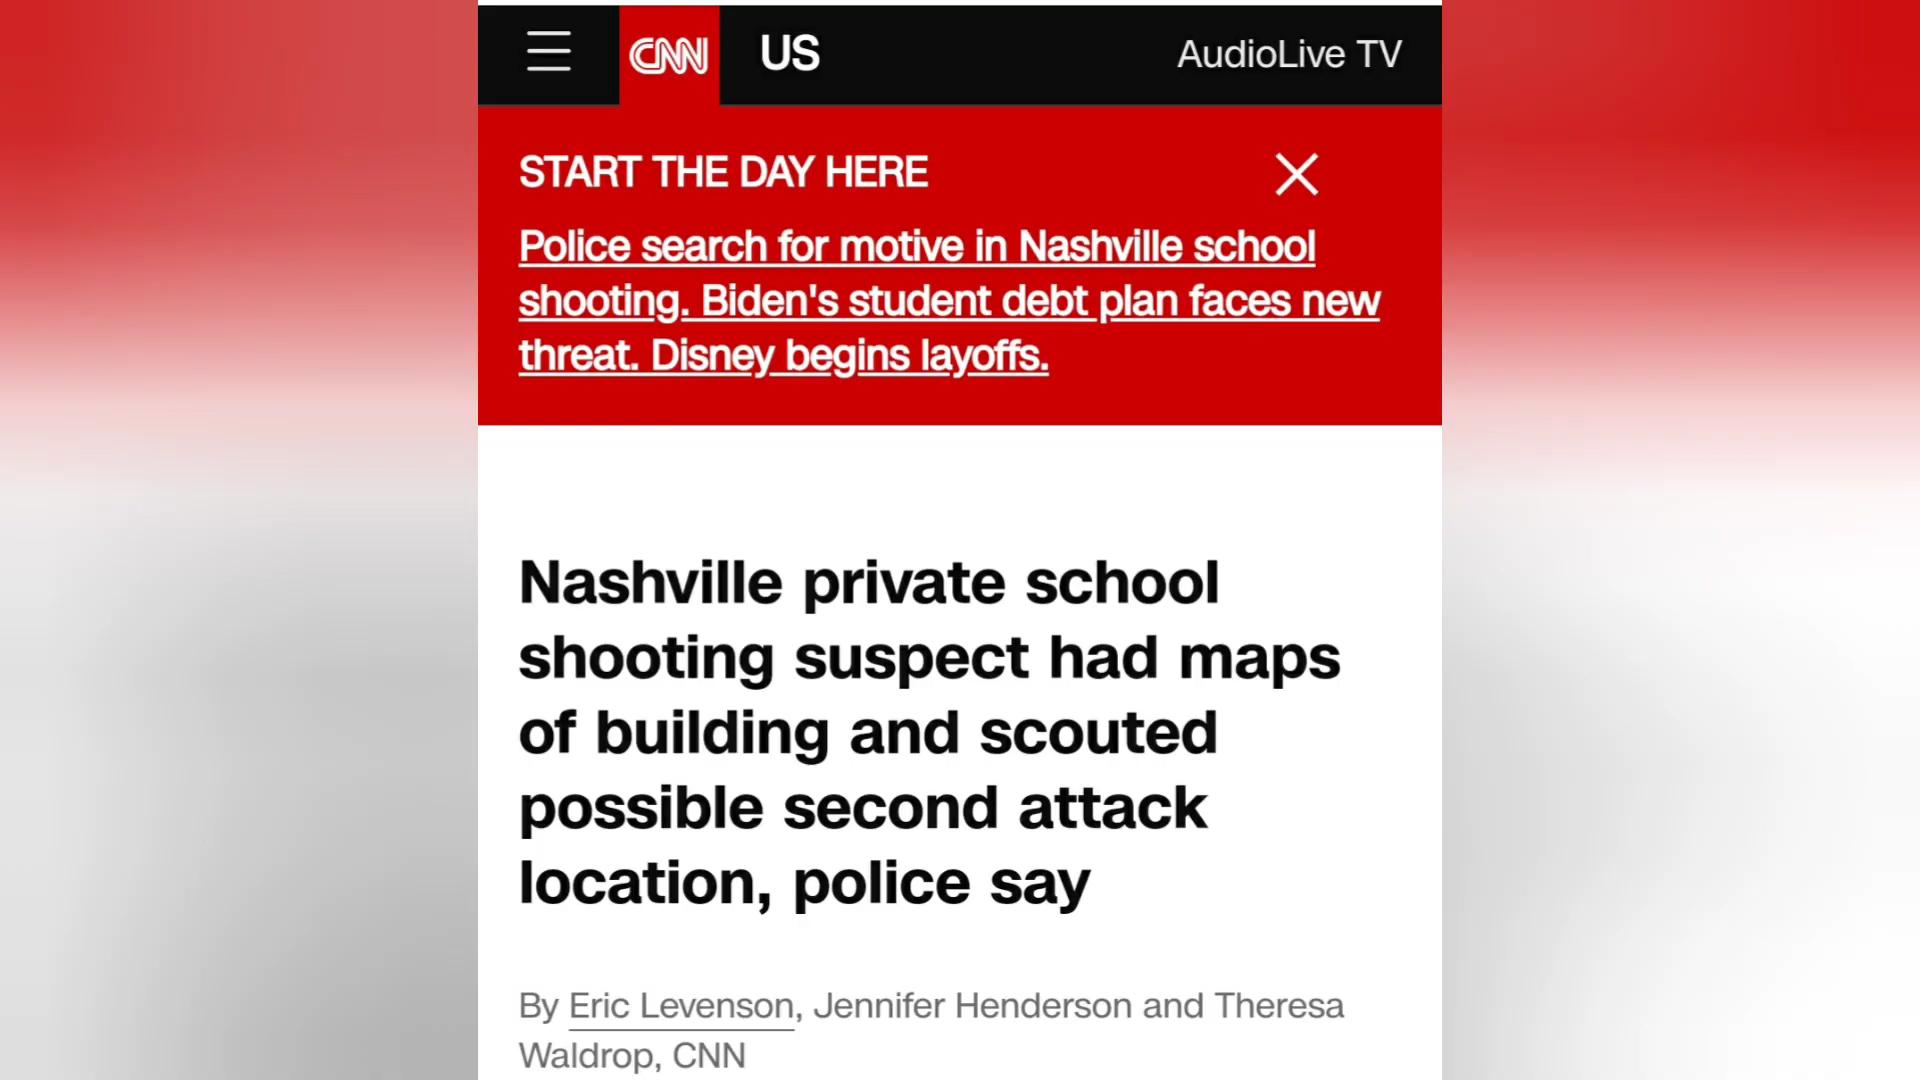 CNN US AudioLive TV
START THE DAY HERE
Police search for motive in Nashville school
shooting. Biden's student debt plan faces new
threat. Disney begins layoffs.
Nashville private school
shooting suspect had maps
of building and scouted
possible second attack
location, police say
By Eric Levenson, Jennifer Henderson and Theresa
Waldrop, CNN